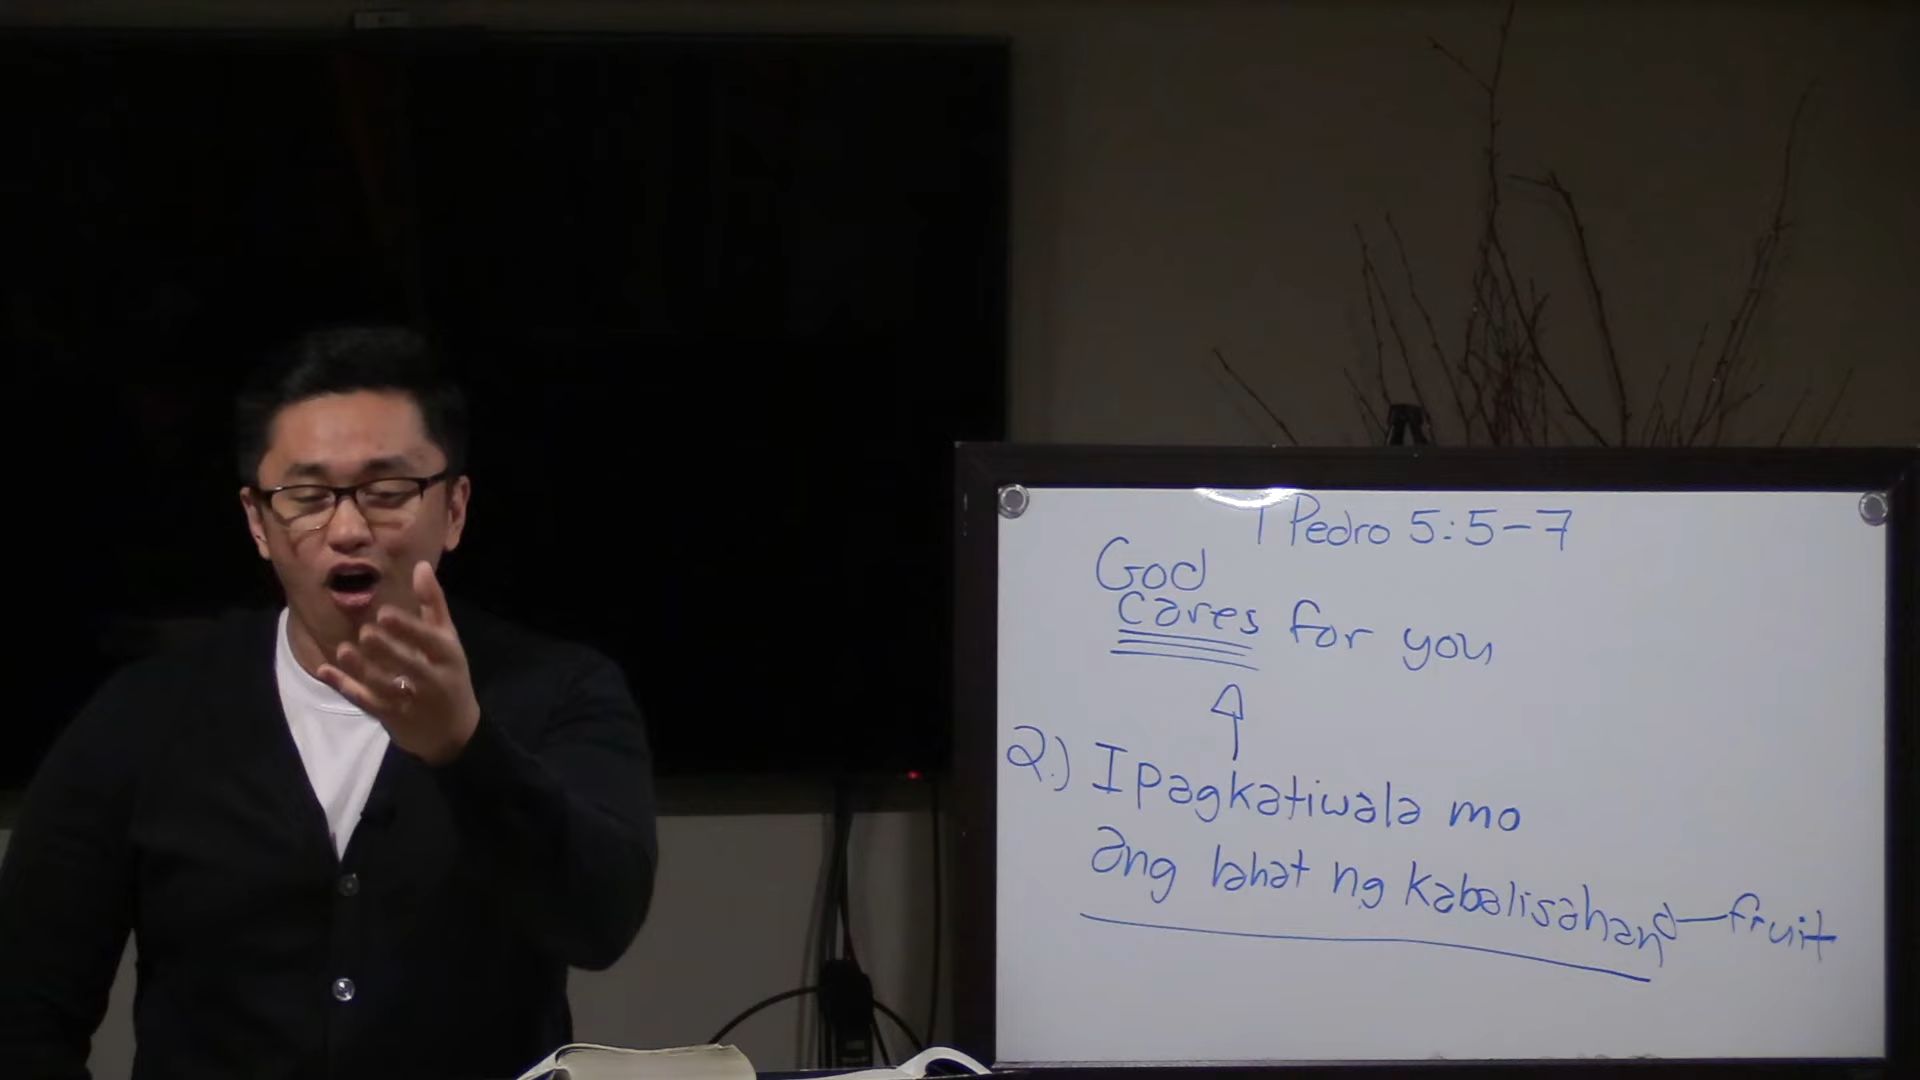 1 Pedro 5:5-7
God
cares for you
2.) Ipagkatiwala mo
ang lahat ng kabalisahan - fruit